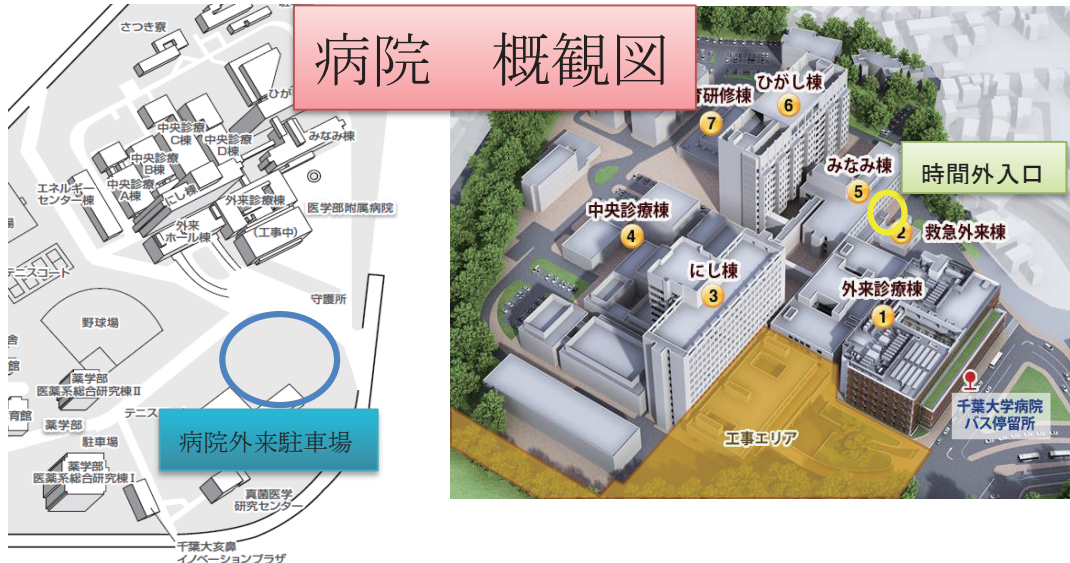 病院 概観図
さつき寮
ひが
中央診療
C棟
中央診療
D棟
みなみ棟
中央診療
B棟
中央診療
A棟
にし棟
エネルギー
センター棟
外来診療棟
医学部附属病院
外来
ホール棟
(工事中)
場
テニスコート
守護所
野球場
舎
館
薬学部
医薬系総合研究棟Ⅱ
テニス
育館
薬学部
駐車場
病院外来駐車場
薬学部
医薬系総合研究棟Ⅰ
真菌医学
研究センター
千葉大亥鼻
イノベーションプラザ
ひがし棟
6
育研修棟
7
みなみ棟
5
時間外入口
中央診療棟
4
2
救急外来棟
にし棟
3
外来診療棟
1
千葉大学病院
バス停留所
工事エリア